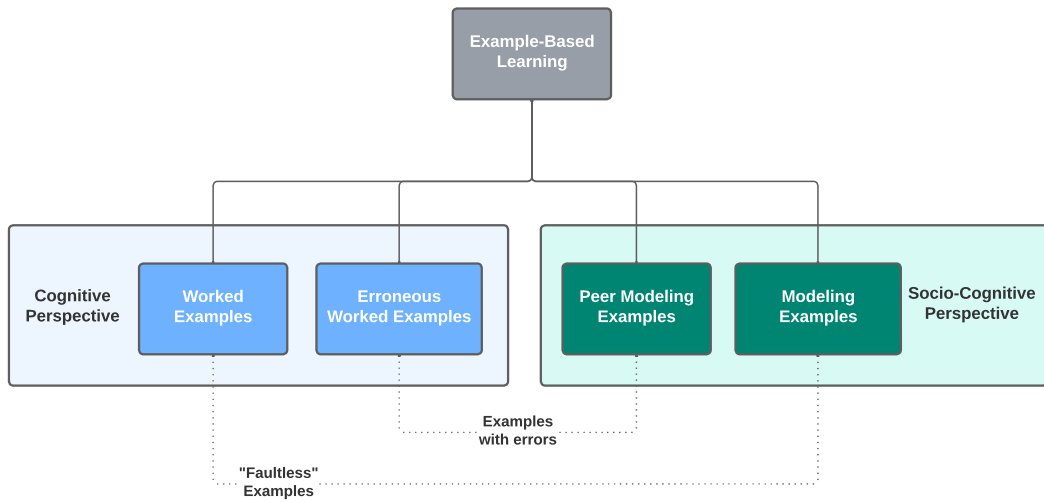 Example-Based
Learning
Cognitive
Perspective
Worked
Examples
Erroneous
Worked Examples
Peer Modeling
Examples
Modeling
Examples
Socio-Cognitive
Perspective
Examples
with errors
"Faultless"
Examples